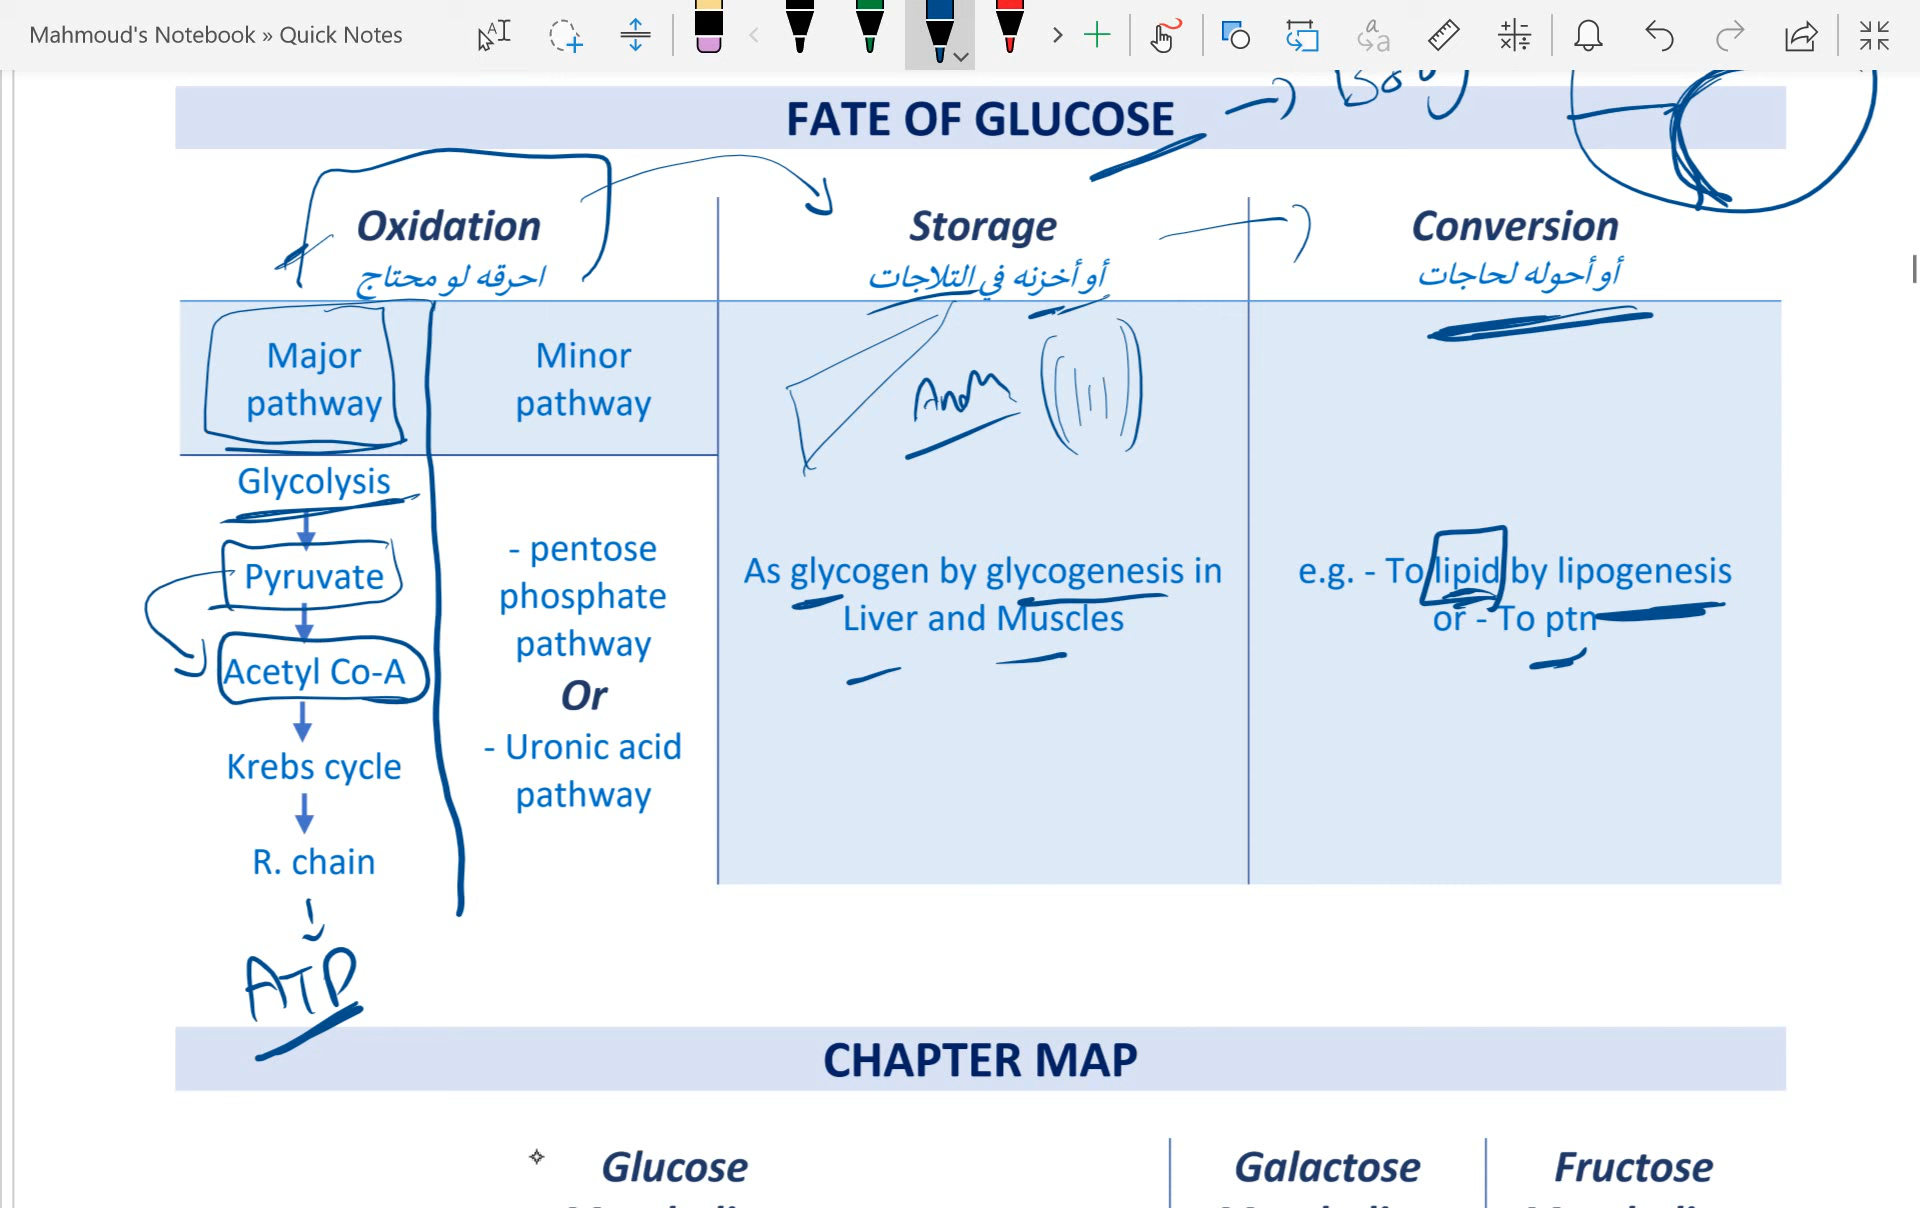 Mahmoud's Notebook » Quick Notes
FATE OF GLUCOSE
Oxidation
احرقه لو محتاج
Storage
أو أخزنه في التلاجات
Conversion
أو أحوله لحاجات
Major
pathway
Minor
pathway
Glycolysis
Pyruvate
Acetyl Co-A
Krebs cycle
R. chain
ATP
- pentose
phosphate
pathway
Or
- Uronic acid
pathway
As glycogen by glycogenesis in
Liver and Muscles
e.g. - To lipid by lipogenesis
or - To ptn
CHAPTER MAP
Glucose
Galactose
Fructose